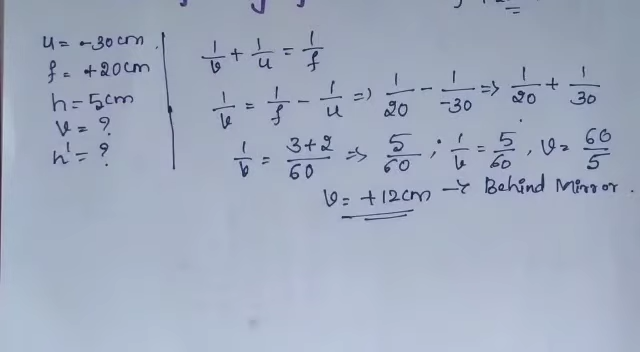 u = -30cm.
f = +20cm
h = 5cm
v = ?
h' = ?
1/v + 1/u = 1/f
1/v = 1/f - 1/u => 1/20 - 1/-30 => 1/20 + 1/30
1/v = 3+2/60 => 5/60 ; 1/v = 5/60 , v = 60/5
v = +12cm → Behind Mirror.